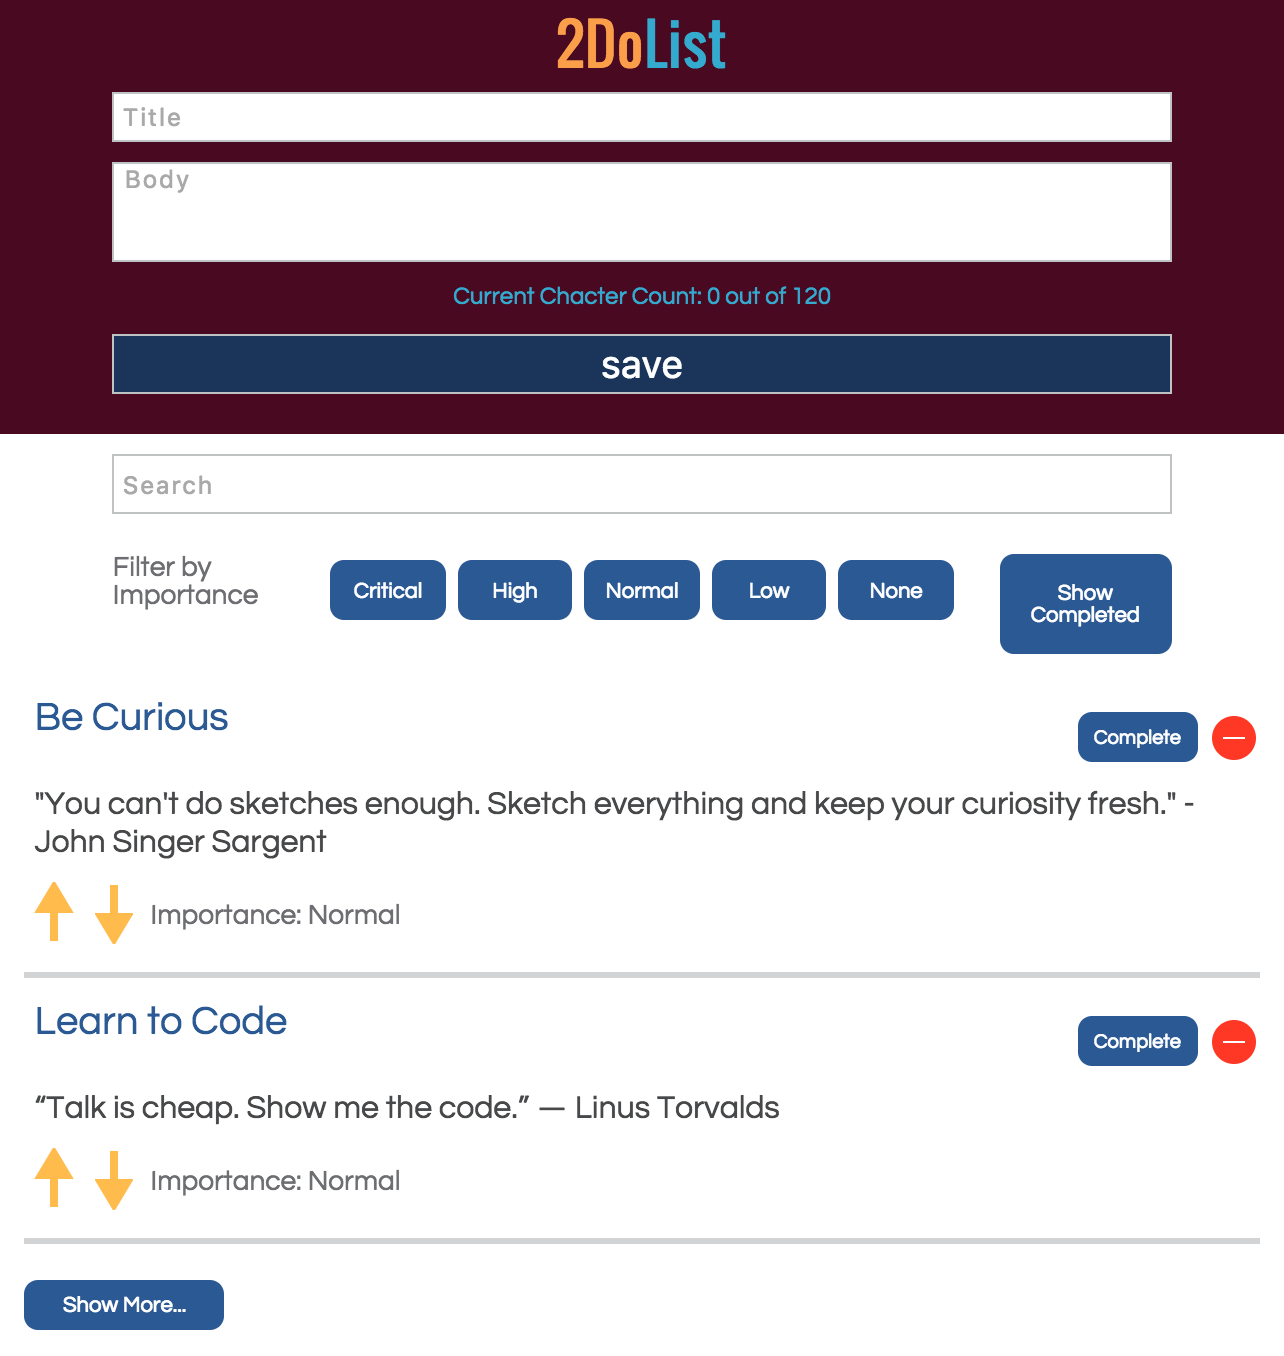 2DoList
Title
Body
Current Chacter Count: 0 out of 120
save
Search
Filter by
Importance
Critical
High
Normal
Low
None
Show
Completed
Be Curious
Complete
"You can't do sketches enough. Sketch everything and keep your curiosity fresh." -
John Singer Sargent
Importance: Normal
Learn to Code
Complete
“Talk is cheap. Show me the code.” — Linus Torvalds
Importance: Normal
Show More...